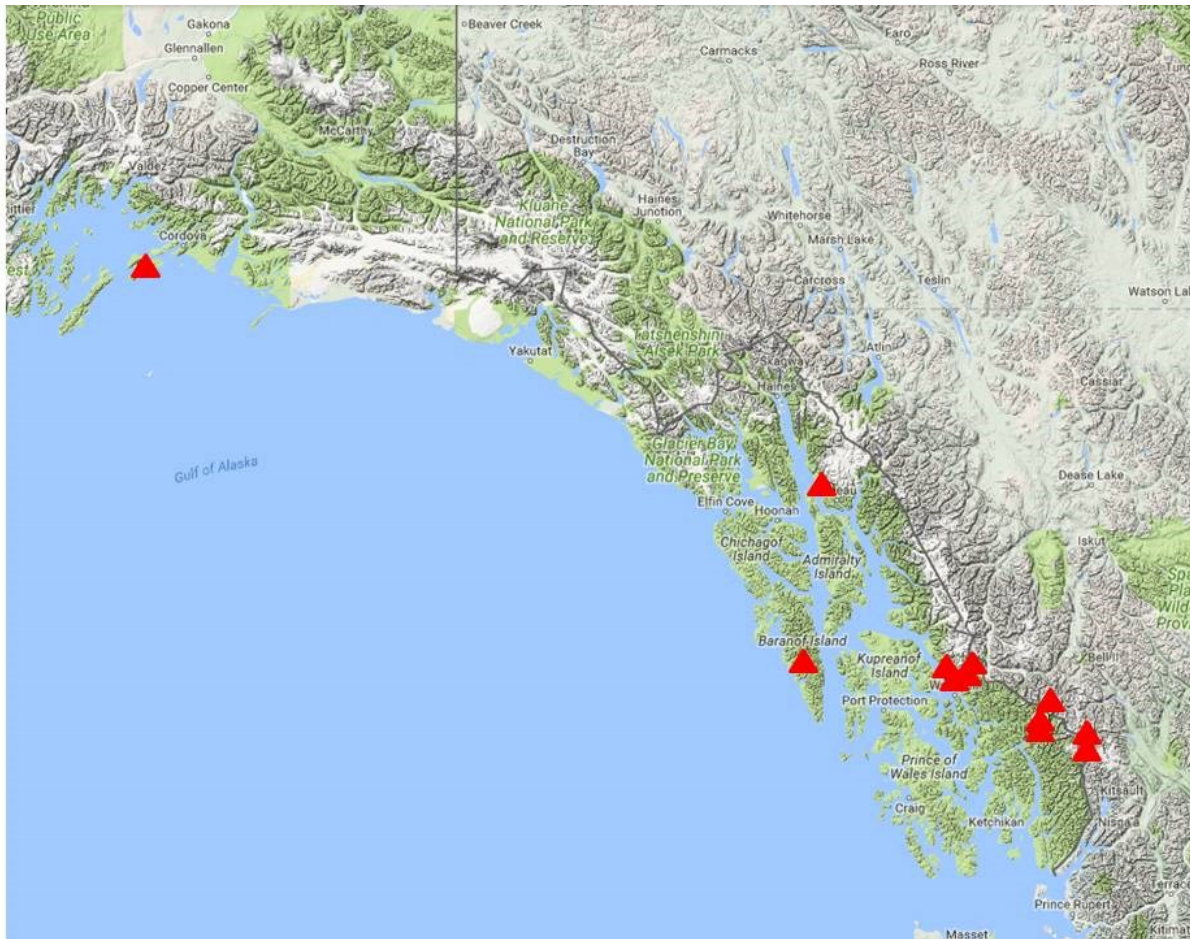 Public
Use Area
Gakona
Glennallen
Copper Center
Beaver Creek
Carmacks
Faro
Ross River
McCarthy
Destruction
Bay
Valdez
Haines
Junction
Kluane
National Park
and Reserve
Whitehorse
Marsh Lake
Cordova
Carcross
Teslin
Yakutat
Tatshenshini
Alsek Park
Skagway
Atlin
Haines
Cassiar
Glacier Bay
National Park
and Preserve
Gulf of Alaska
Dease Lake
Elfin Cove
Hoonah
Iskut
Chichagof
Island
Admiralty
Island
Baranof Island
Kupreanof
Island
Bell II
Port Protection
Prince of
Wales Island
Kitsault
Craig
Ketchikan
Nisga'a
Prince Rupert
Masset